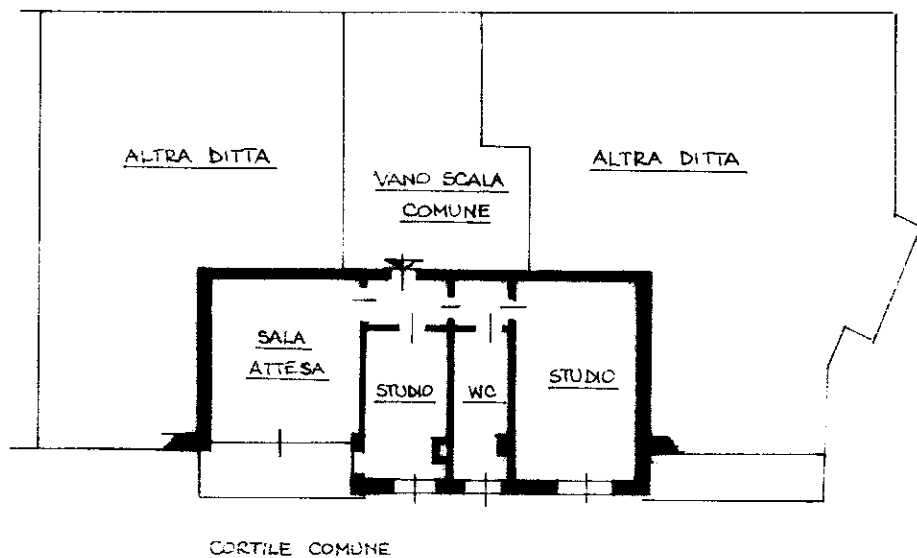 ALTRA DITTA
VANO SCALA
COMUNE
ALTRA DITTA
SALA
ATTESA
STUDIO
WC
STUDIO
CORTILE COMUNE